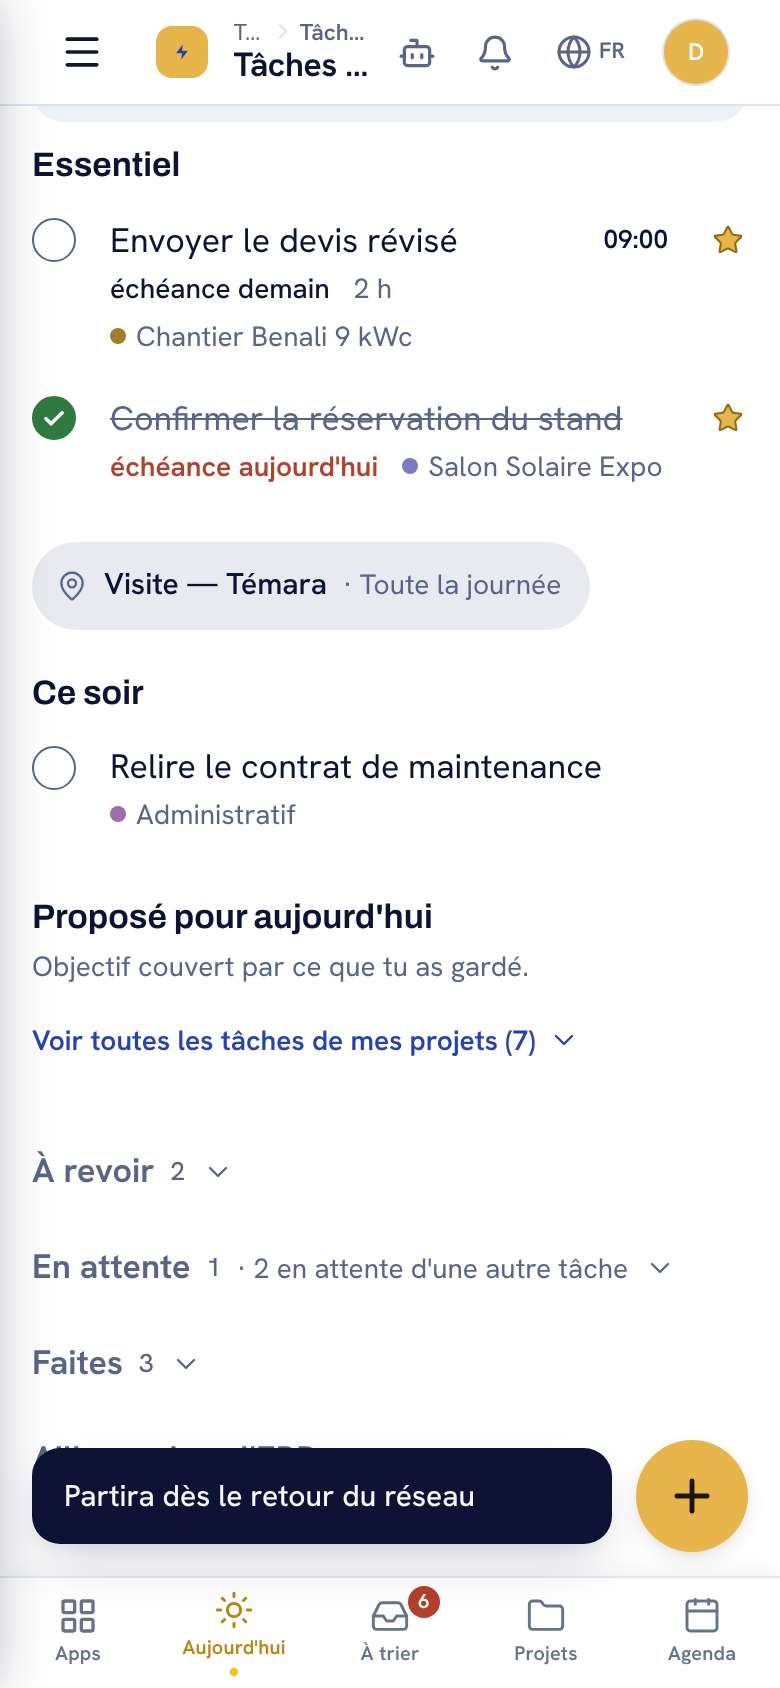 T... > Tâch...
Tâches ...
FR
D
Essentiel
Envoyer le devis révisé 09:00
échéance demain 2 h
Chantier Benali 9 kWc
Confirmer la réservation du stand
échéance aujourd'hui Salon Solaire Expo
Visite — Témara · Toute la journée
Ce soir
Relire le contrat de maintenance
Administratif
Proposé pour aujourd'hui
Objectif couvert par ce que tu as gardé.
Voir toutes les tâches de mes projets (7)
À revoir 2
En attente 1 · 2 en attente d'une autre tâche
Faites 3
Partira dès le retour du réseau
6
Apps Aujourd'hui À trier Projets Agenda